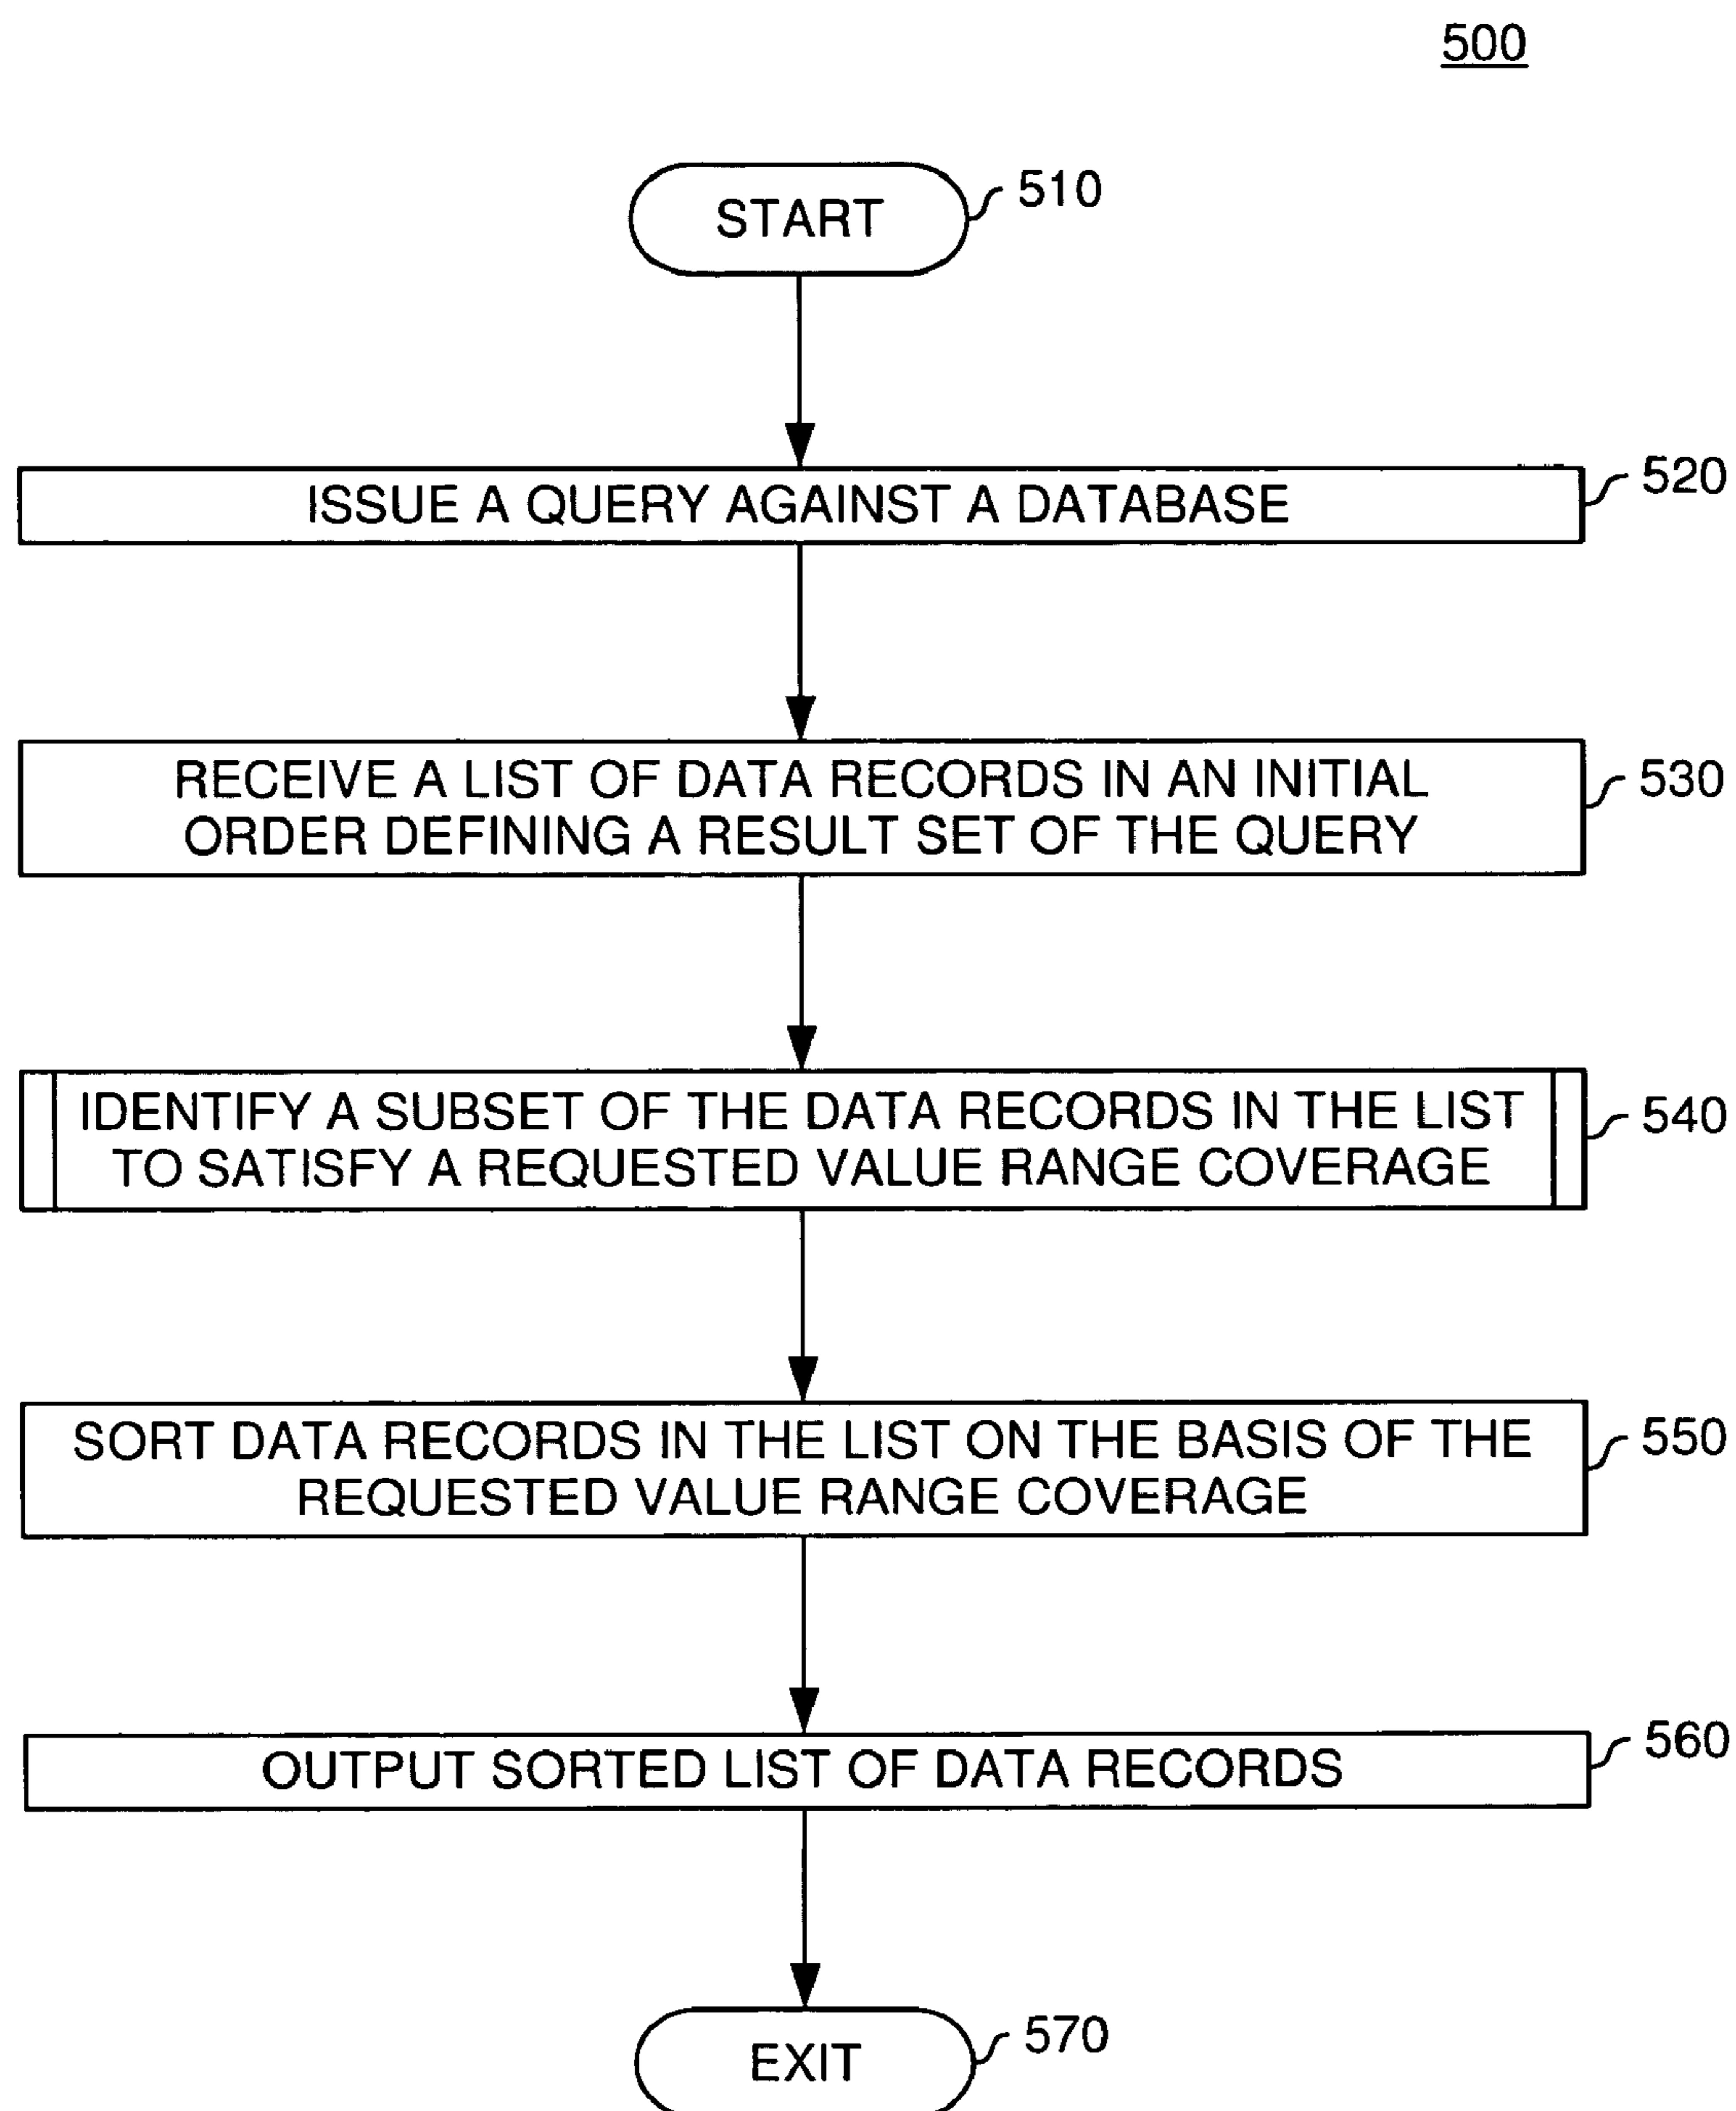 500
START
510
ISSUE A QUERY AGAINST A DATABASE
520
RECEIVE A LIST OF DATA RECORDS IN AN INITIAL
ORDER DEFINING A RESULT SET OF THE QUERY
530
IDENTIFY A SUBSET OF THE DATA RECORDS IN THE LIST
TO SATISFY A REQUESTED VALUE RANGE COVERAGE
540
SORT DATA RECORDS IN THE LIST ON THE BASIS OF THE
REQUESTED VALUE RANGE COVERAGE
550
OUTPUT SORTED LIST OF DATA RECORDS
560
EXIT
570